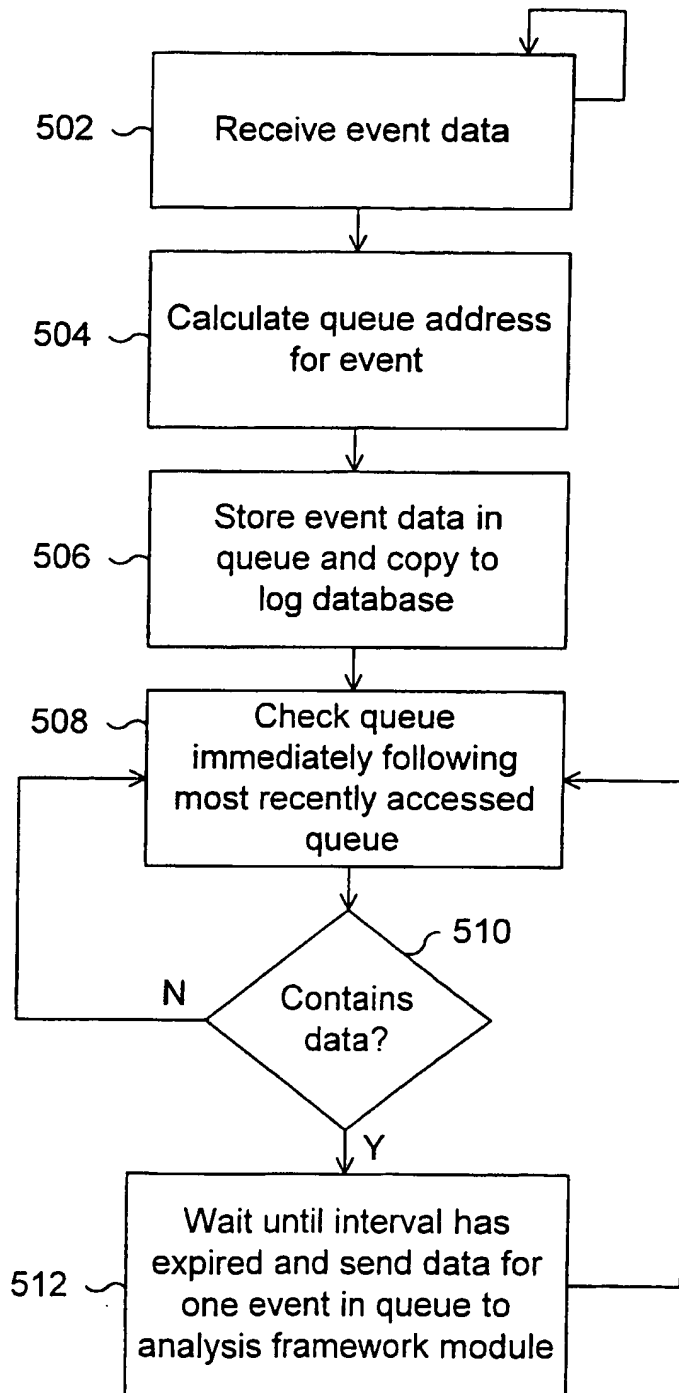 502
Receive event data
504
Calculate queue address
for event
506
Store event data in
queue and copy to
log database
508
Check queue
immediately following
most recently accessed
queue
510
Contains
data?
N
Y
512
Wait until interval has
expired and send data for
one event in queue to
analysis framework module